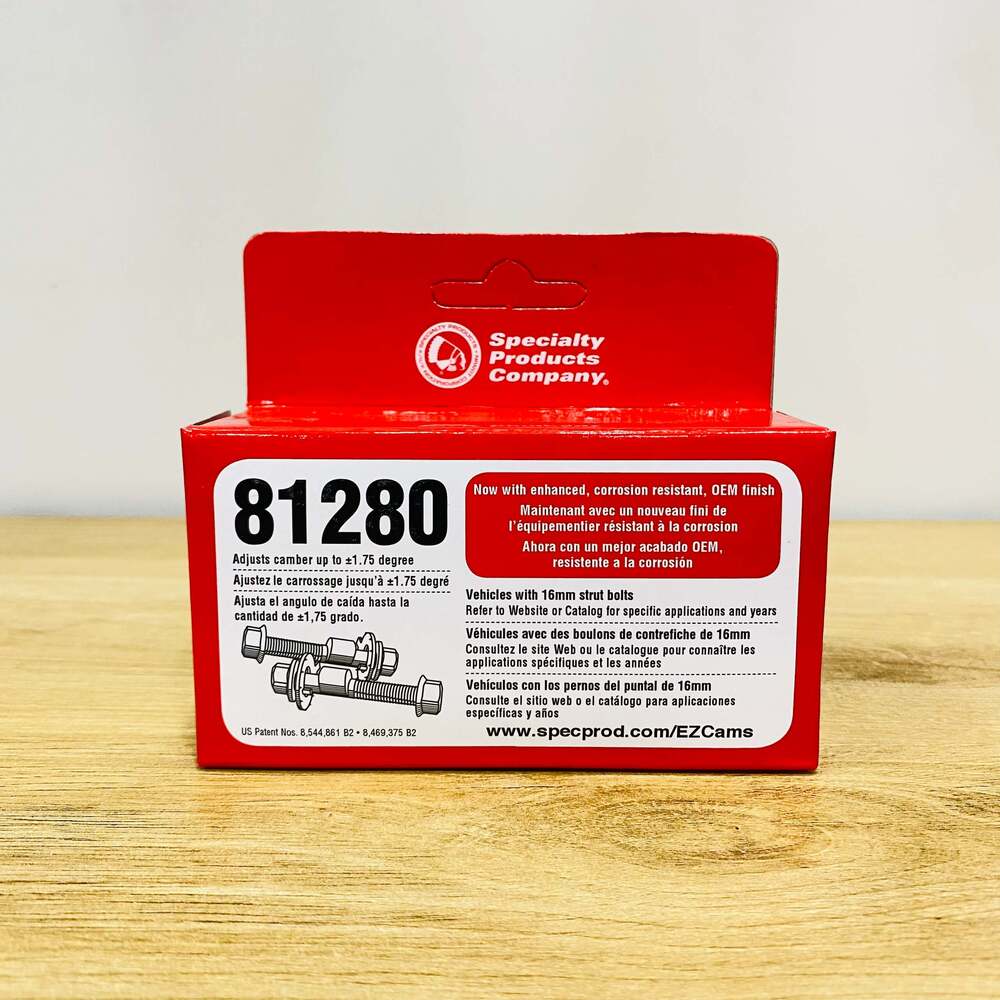 Specialty
Products
Company®
81280
Adjusts camber up to ±1.75 degree
Ajustez le carrossage jusqu'à ±1.75 degré
Ajusta el angulo de caída hasta la
cantidad de ±1,75 grado.
US Patent Nos. 8,544,861 B2 • 8,469,375 B2
Now with enhanced, corrosion resistant, OEM finish
Maintenant avec un nouveau fini de
l'équipementier résistant à la corrosion
Ahora con un mejor acabado OEM,
resistente a la corrosión
Vehicles with 16mm strut bolts
Refer to Website or Catalog for specific applications and years
Véhicules avec des boulons de contrefiche de 16mm
Consultez le site Web ou le catalogue pour connaître les
applications spécifiques et les années
Vehículos con los pernos del puntal de 16mm
Consulte el sitio web o el catálogo para aplicaciones
específicas y años
www.specprod.com/EZCams